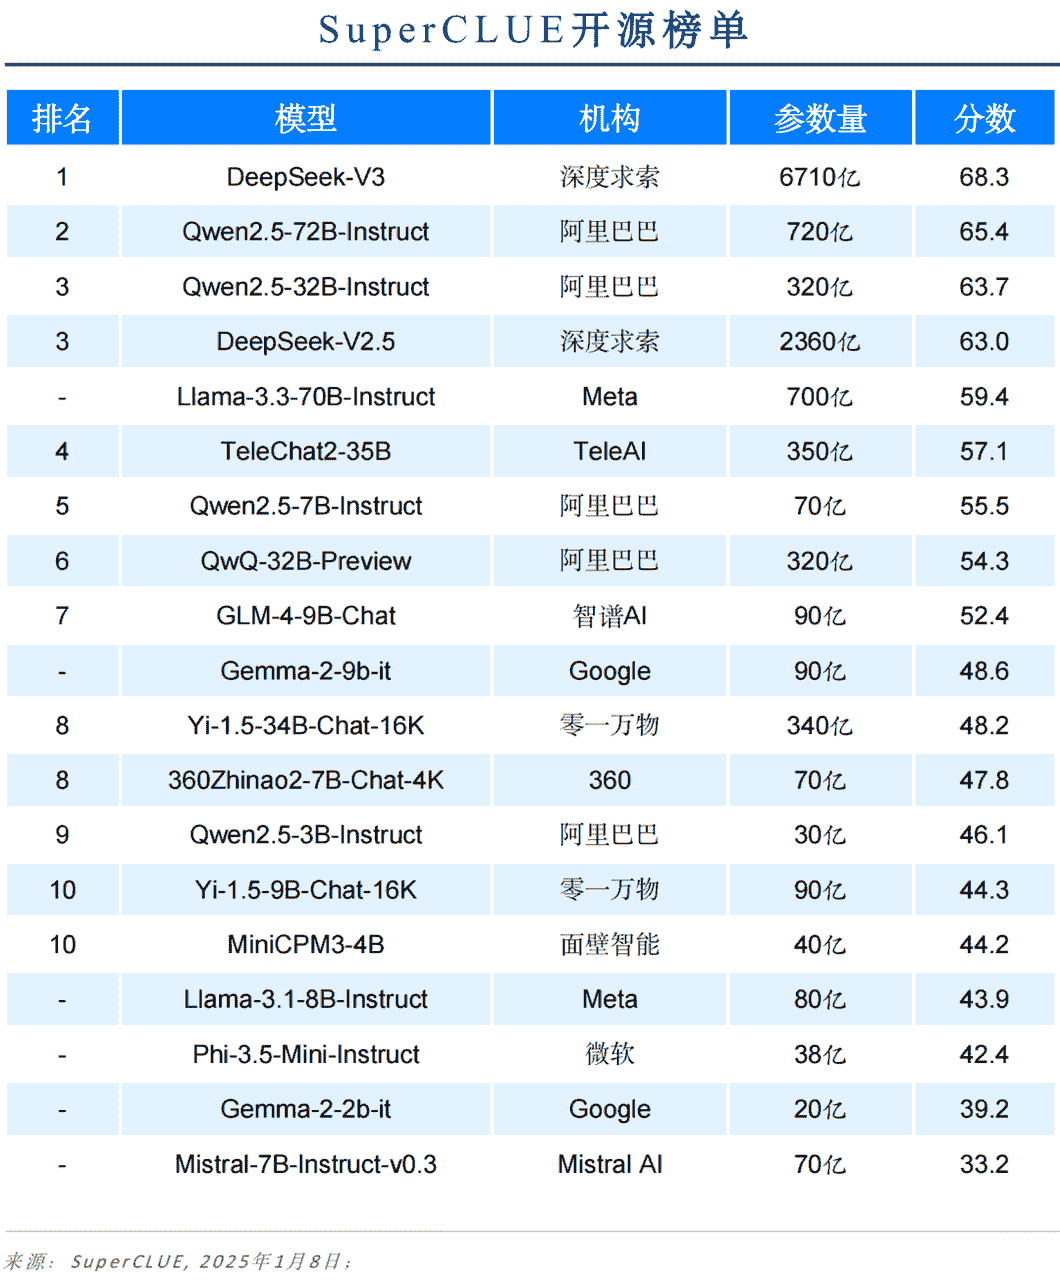 SuperCLUE开源榜单
排名 模型 机构 参数量 分数
1 DeepSeek-V3 深度求索 6710亿 68.3
2 Qwen2.5-72B-Instruct 阿里巴巴 720亿 65.4
3 Qwen2.5-32B-Instruct 阿里巴巴 320亿 63.7
3 DeepSeek-V2.5 深度求索 2360亿 63.0
- Llama-3.3-70B-Instruct Meta 700亿 59.4
4 TeleChat2-35B TeleAI 350亿 57.1
5 Qwen2.5-7B-Instruct 阿里巴巴 70亿 55.5
6 QwQ-32B-Preview 阿里巴巴 320亿 54.3
7 GLM-4-9B-Chat 智谱AI 90亿 52.4
- Gemma-2-9b-it Google 90亿 48.6
8 Yi-1.5-34B-Chat-16K 零一万物 340亿 48.2
8 360Zhinao2-7B-Chat-4K 360 70亿 47.8
9 Qwen2.5-3B-Instruct 阿里巴巴 30亿 46.1
10 Yi-1.5-9B-Chat-16K 零一万物 90亿 44.3
10 MiniCPM3-4B 面壁智能 40亿 44.2
- Llama-3.1-8B-Instruct Meta 80亿 43.9
- Phi-3.5-Mini-Instruct 微软 38亿 42.4
- Gemma-2-2b-it Google 20亿 39.2
- Mistral-7B-Instruct-v0.3 Mistral AI 70亿 33.2
来源：SuperCLUE, 2025年1月8日；